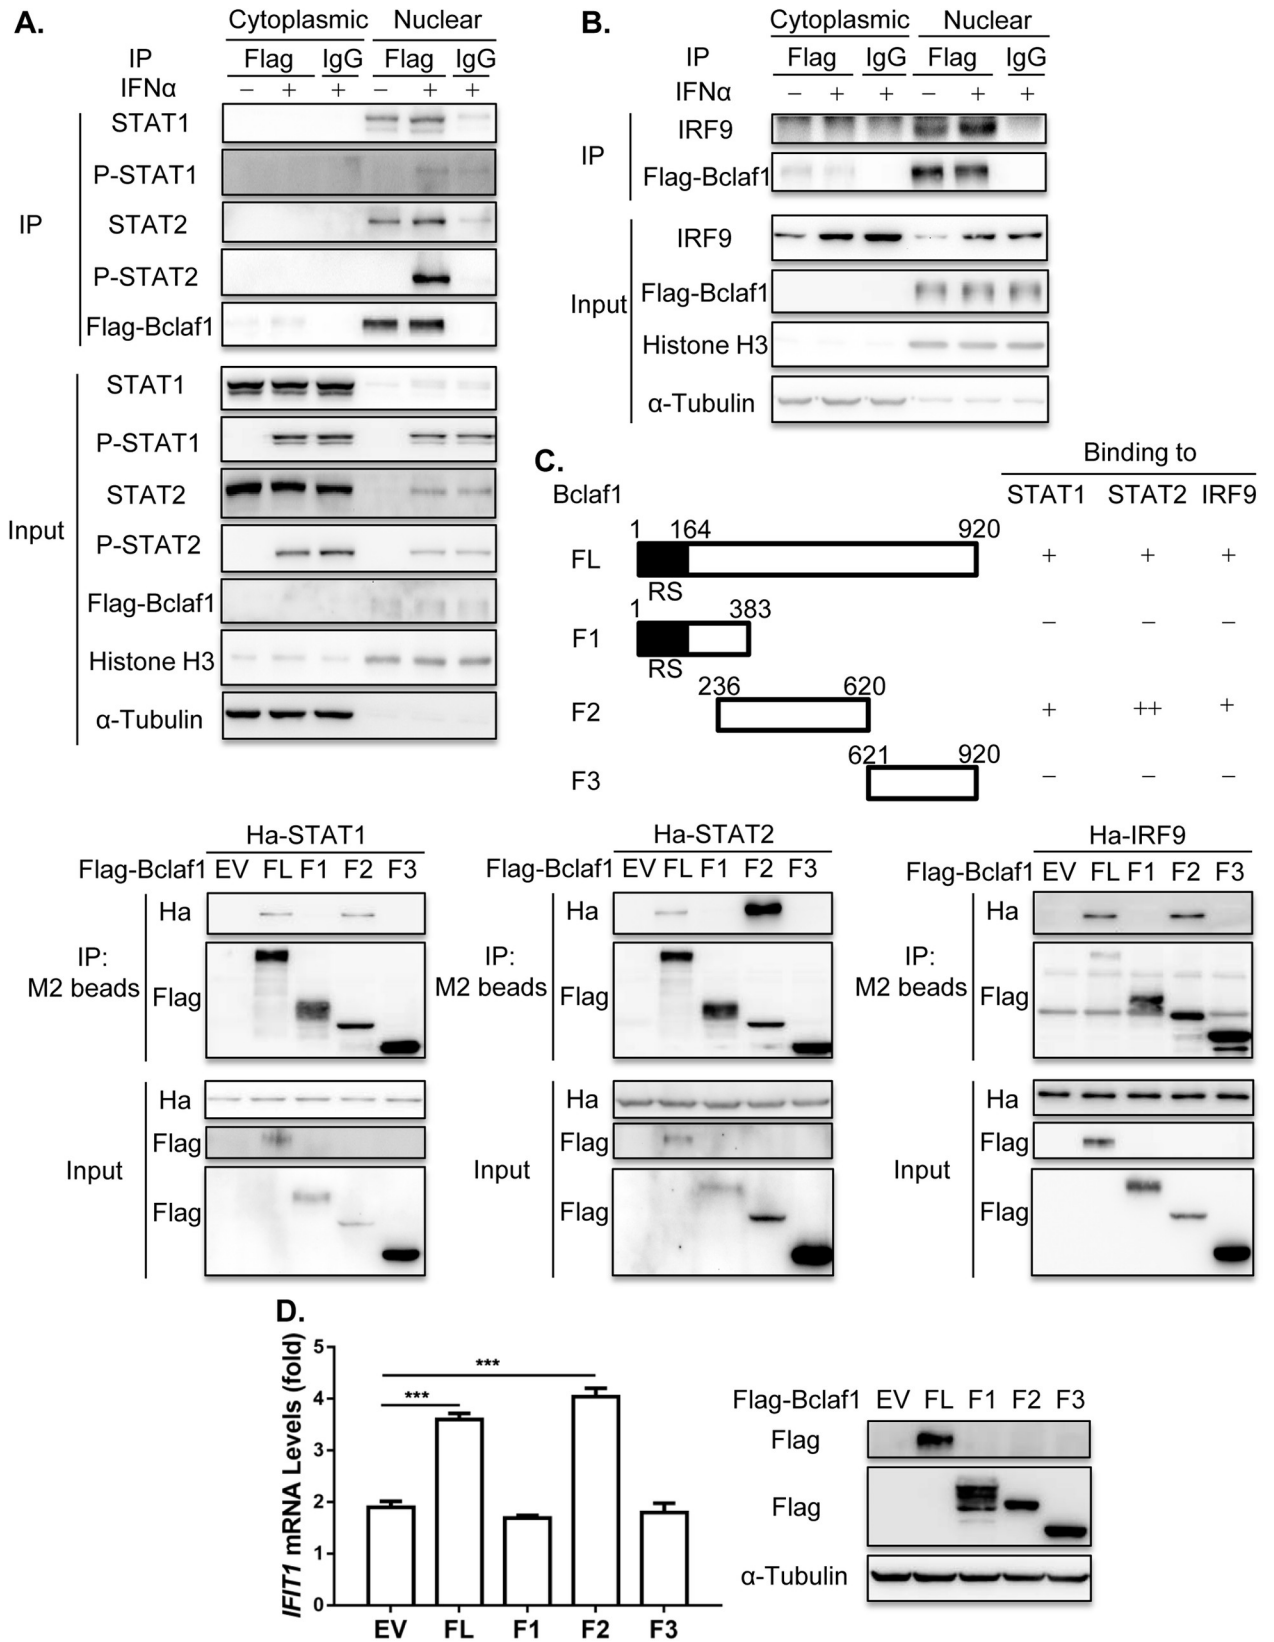 A.
Cytoplasmic Nuclear
IP Flag IgG Flag IgG
IFNα − + + − + +
IP
STAT1
P-STAT1
STAT2
P-STAT2
Flag-Bclaf1
Input
STAT1
P-STAT1
STAT2
P-STAT2
Flag-Bclaf1
Histone H3
α-Tubulin
B.
Cytoplasmic Nuclear
IP Flag IgG Flag IgG
IFNα − + + − + +
IP
IRF9
Flag-Bclaf1
Input
IRF9
Flag-Bclaf1
Histone H3
α-Tubulin
C.
Binding to
Bclaf1 STAT1 STAT2 IRF9
1 164 920
FL + + +
RS
1 383
F1 − − −
RS
236 620
F2 + ++ +
621 920
F3 − − −
Ha-STAT1
Flag-Bclaf1 EV FL F1 F2 F3
IP:
M2 beads
Ha
Flag
Input
Ha
Flag
Flag
Ha-STAT2
Flag-Bclaf1 EV FL F1 F2 F3
IP:
M2 beads
Ha
Flag
Input
Ha
Flag
Flag
Ha-IRF9
Flag-Bclaf1 EV FL F1 F2 F3
IP:
M2 beads
Ha
Flag
Input
Ha
Flag
Flag
D.
IFIT1 mRNA Levels (fold)
5
4
3
2
1
0
***
***
EV FL F1 F2 F3
Flag-Bclaf1 EV FL F1 F2 F3
Flag
Flag
α-Tubulin